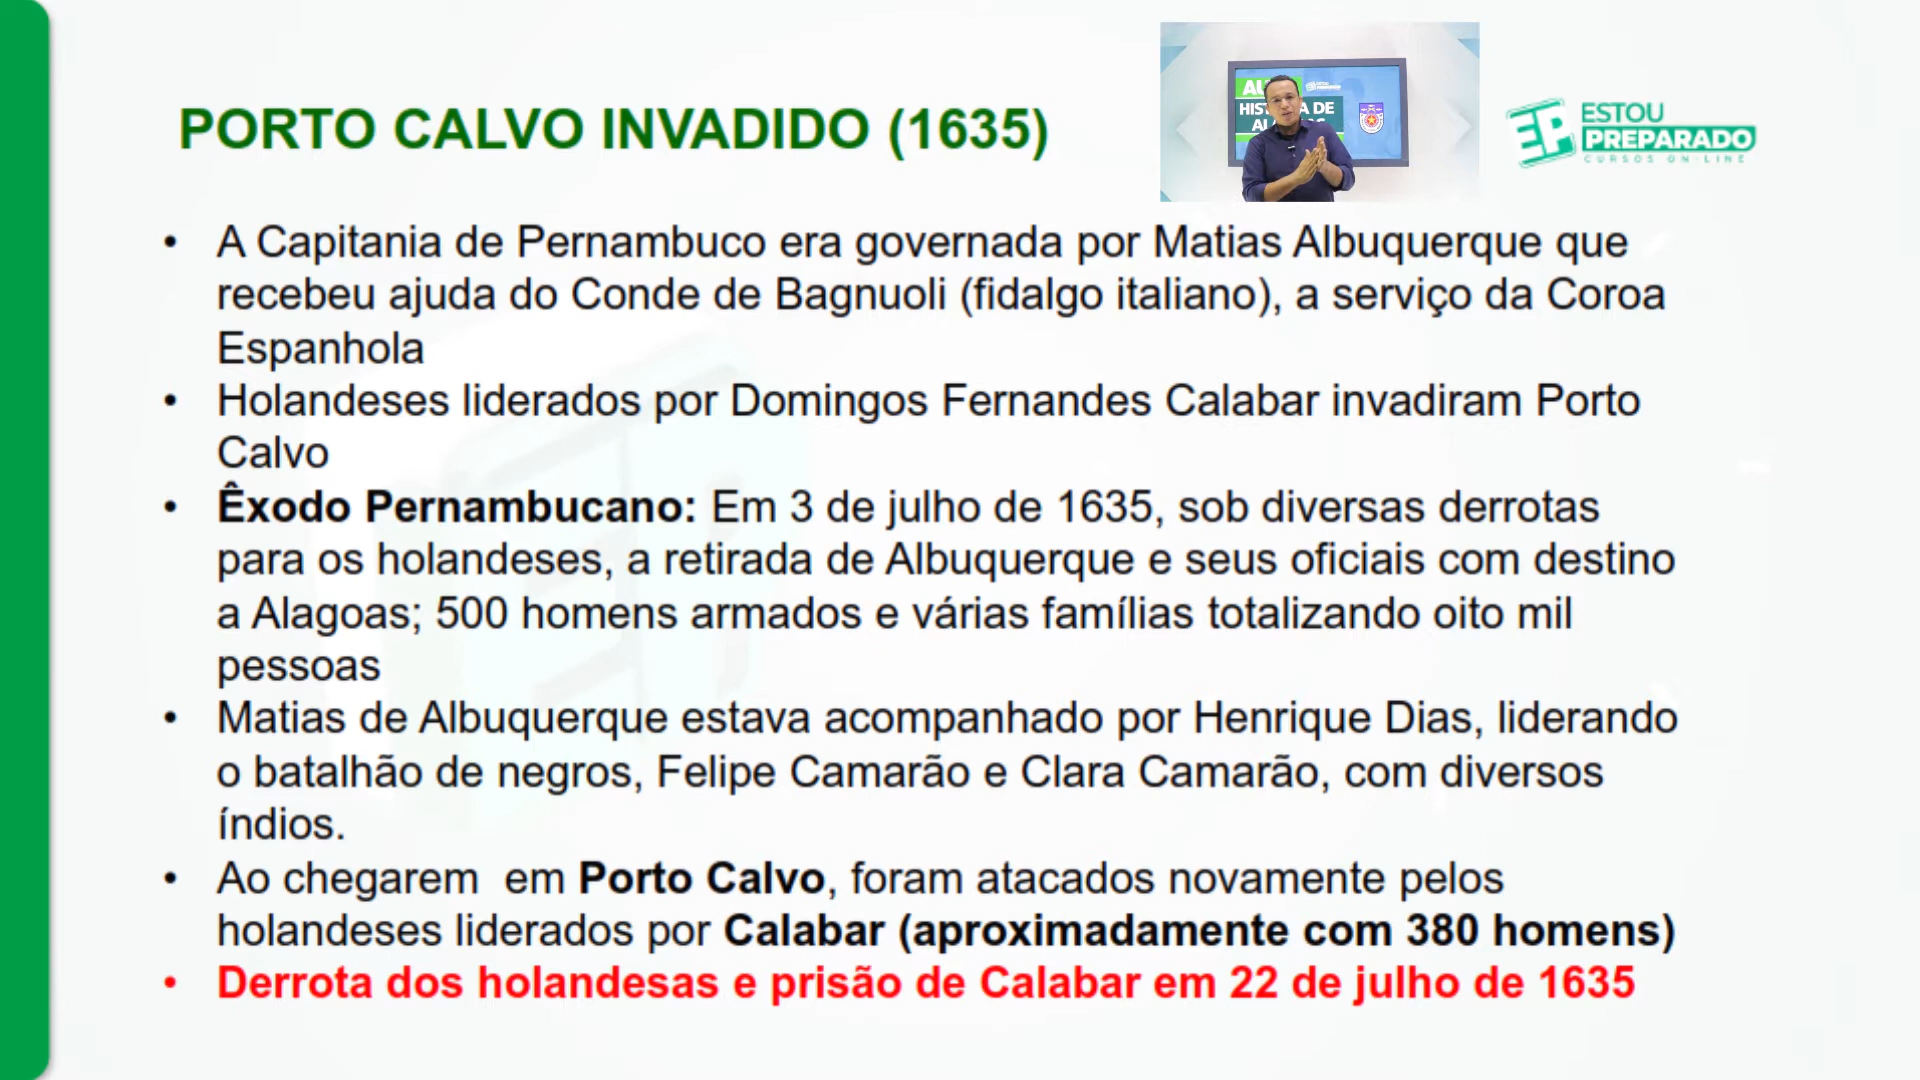 PORTO CALVO INVADIDO (1635)
ESTOU
PREPARADO
CURSOS ON-LINE
EP
• A Capitania de Pernambuco era governada por Matias Albuquerque que
recebeu ajuda do Conde de Bagnuoli (fidalgo italiano), a serviço da Coroa
Espanhola
• Holandeses liderados por Domingos Fernandes Calabar invadiram Porto
Calvo
• Êxodo Pernambucano: Em 3 de julho de 1635, sob diversas derrotas
para os holandeses, a retirada de Albuquerque e seus oficiais com destino
a Alagoas; 500 homens armados e várias famílias totalizando oito mil
pessoas
• Matias de Albuquerque estava acompanhado por Henrique Dias, liderando
o batalhão de negros, Felipe Camarão e Clara Camarão, com diversos
índios.
• Ao chegarem  em Porto Calvo, foram atacados novamente pelos
holandeses liderados por Calabar (aproximadamente com 380 homens)
• Derrota dos holandesas e prisão de Calabar em 22 de julho de 1635